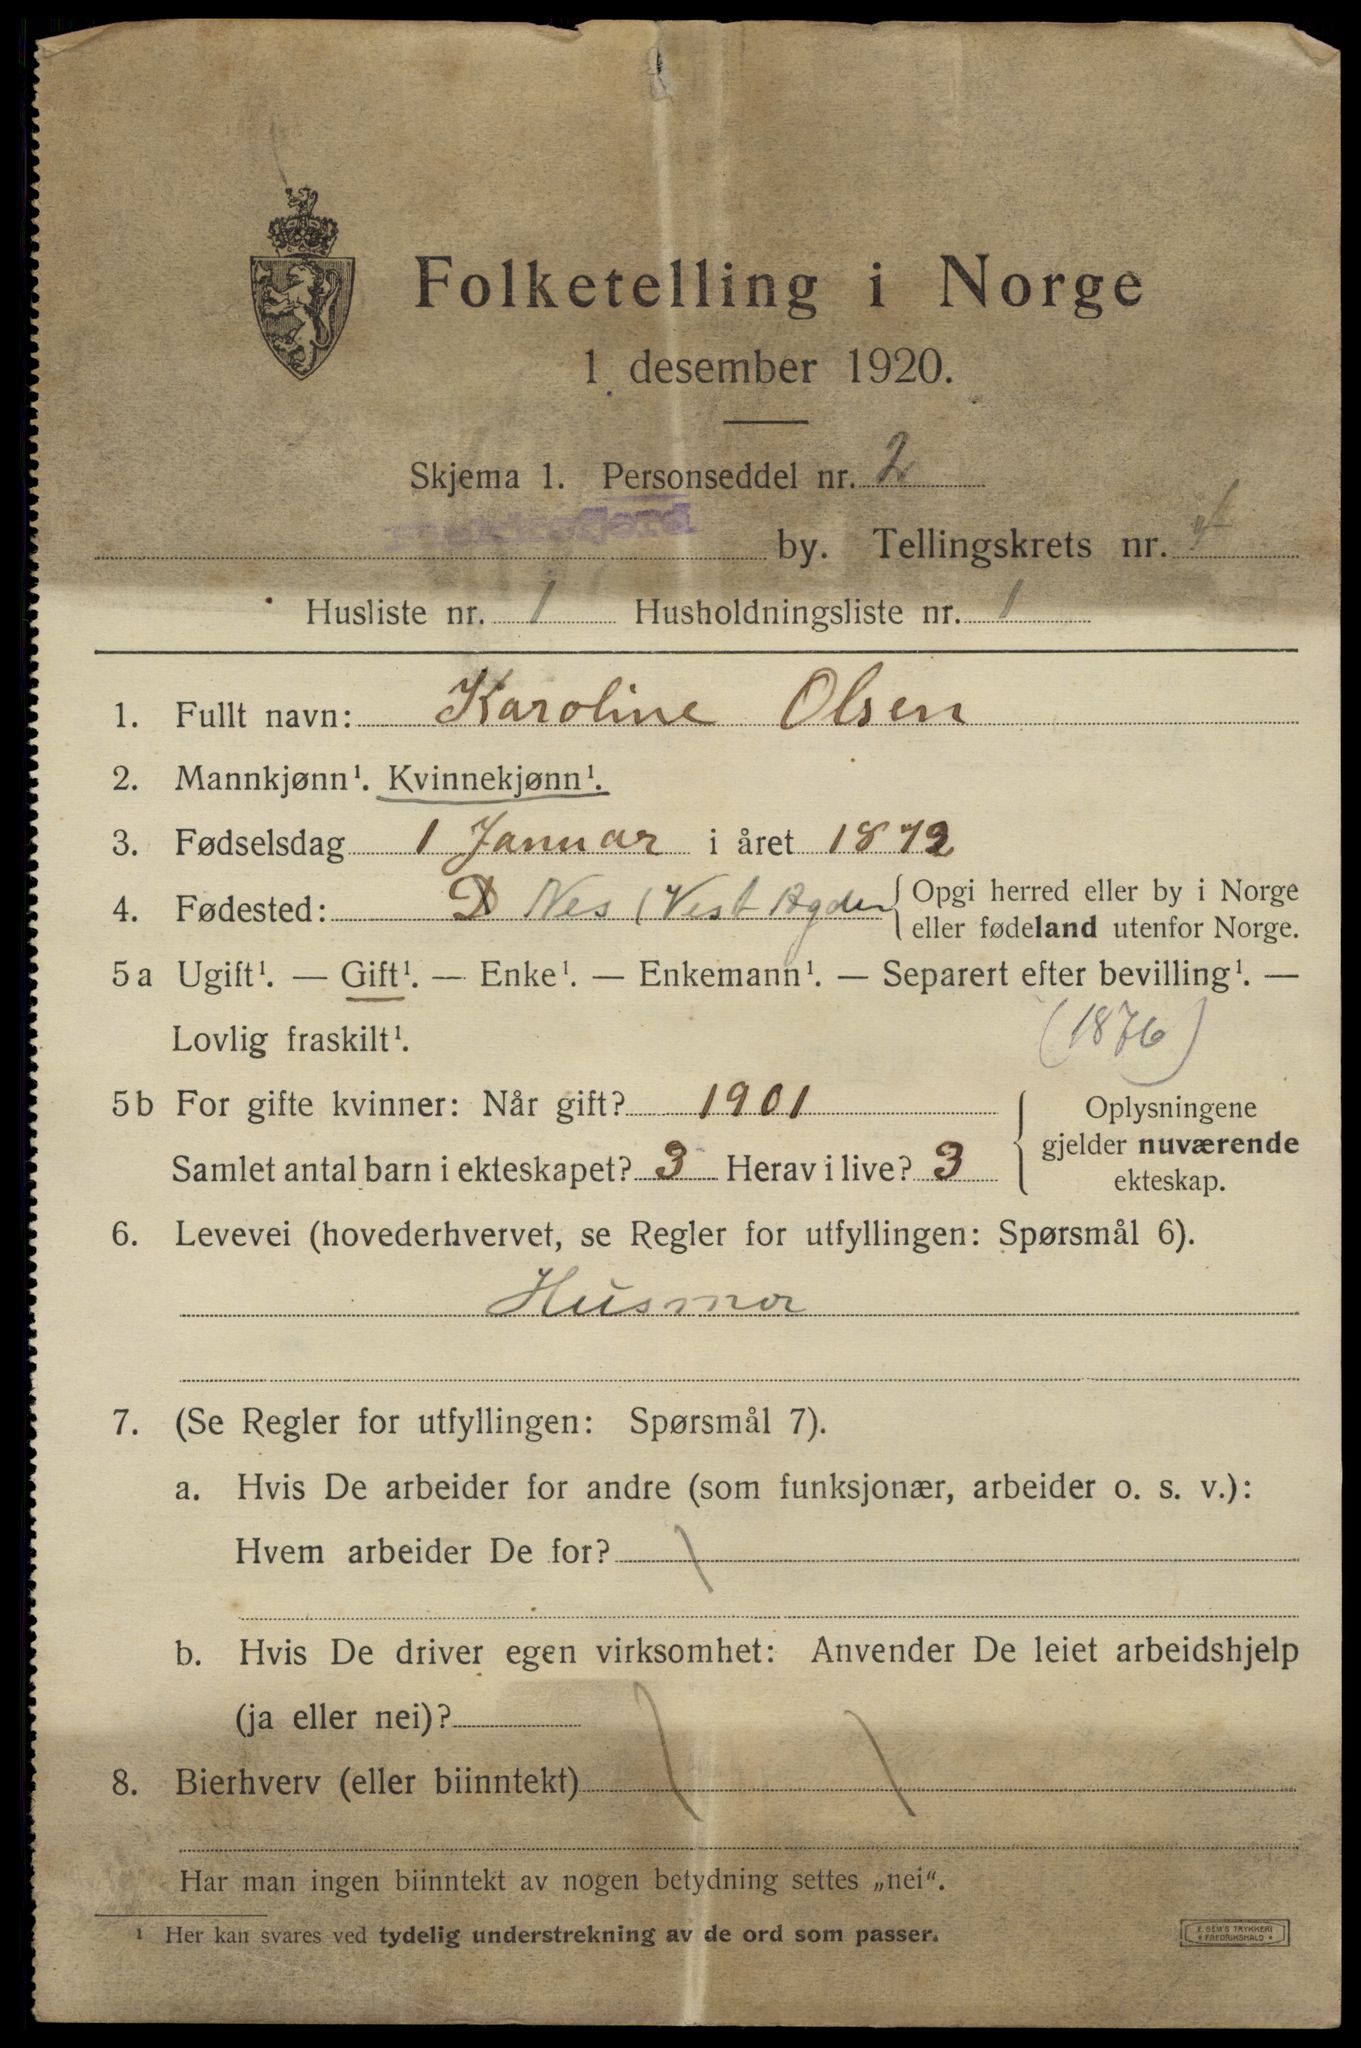 Folketelling i Norge
1 desember 1920.
Skjema 1. Personseddel nr. 2
by. Tellingskrets nr.
Husliste nr. 1 Husholdningsliste nr. 1
1. Fullt navn: Karoline Olsen
2. Mannkjønn¹. Kvinnekjønn¹.
3. Fødselsdag 1 Januar i året 1872
4. Fødested: Nes (Vest Agder { Opgi herred eller by i Norge
eller fødeland utenfor Norge.
5a Ugift¹. — Gift¹. — Enke¹. — Enkemann¹. — Separert efter bevilling¹. —
Lovlig fraskilt¹.
(1876)
5b For gifte kvinner: Når gift? 1901 { Oplysningene
gjelder nuværende
ekteskap.
Samlet antal barn i ekteskapet? 3 Herav i live? 3
6. Levevei (hovederhvervet, se Regler for utfyllingen: Spørsmål 6).
Husmor
7. (Se Regler for utfyllingen: Spørsmål 7).
a. Hvis De arbeider for andre (som funksjonær, arbeider o. s. v.):
Hvem arbeider De for?
b. Hvis De driver egen virksomhet: Anvender De leiet arbeidshjelp
(ja eller nei)?
8. Bierhverv (eller biinntekt)
Har man ingen biinntekt av nogen betydning settes „nei“.
¹ Her kan svares ved tydelig understrekning av de ord som passer.
E. SEM'S TRYKKERI
FREDRIKSHALD